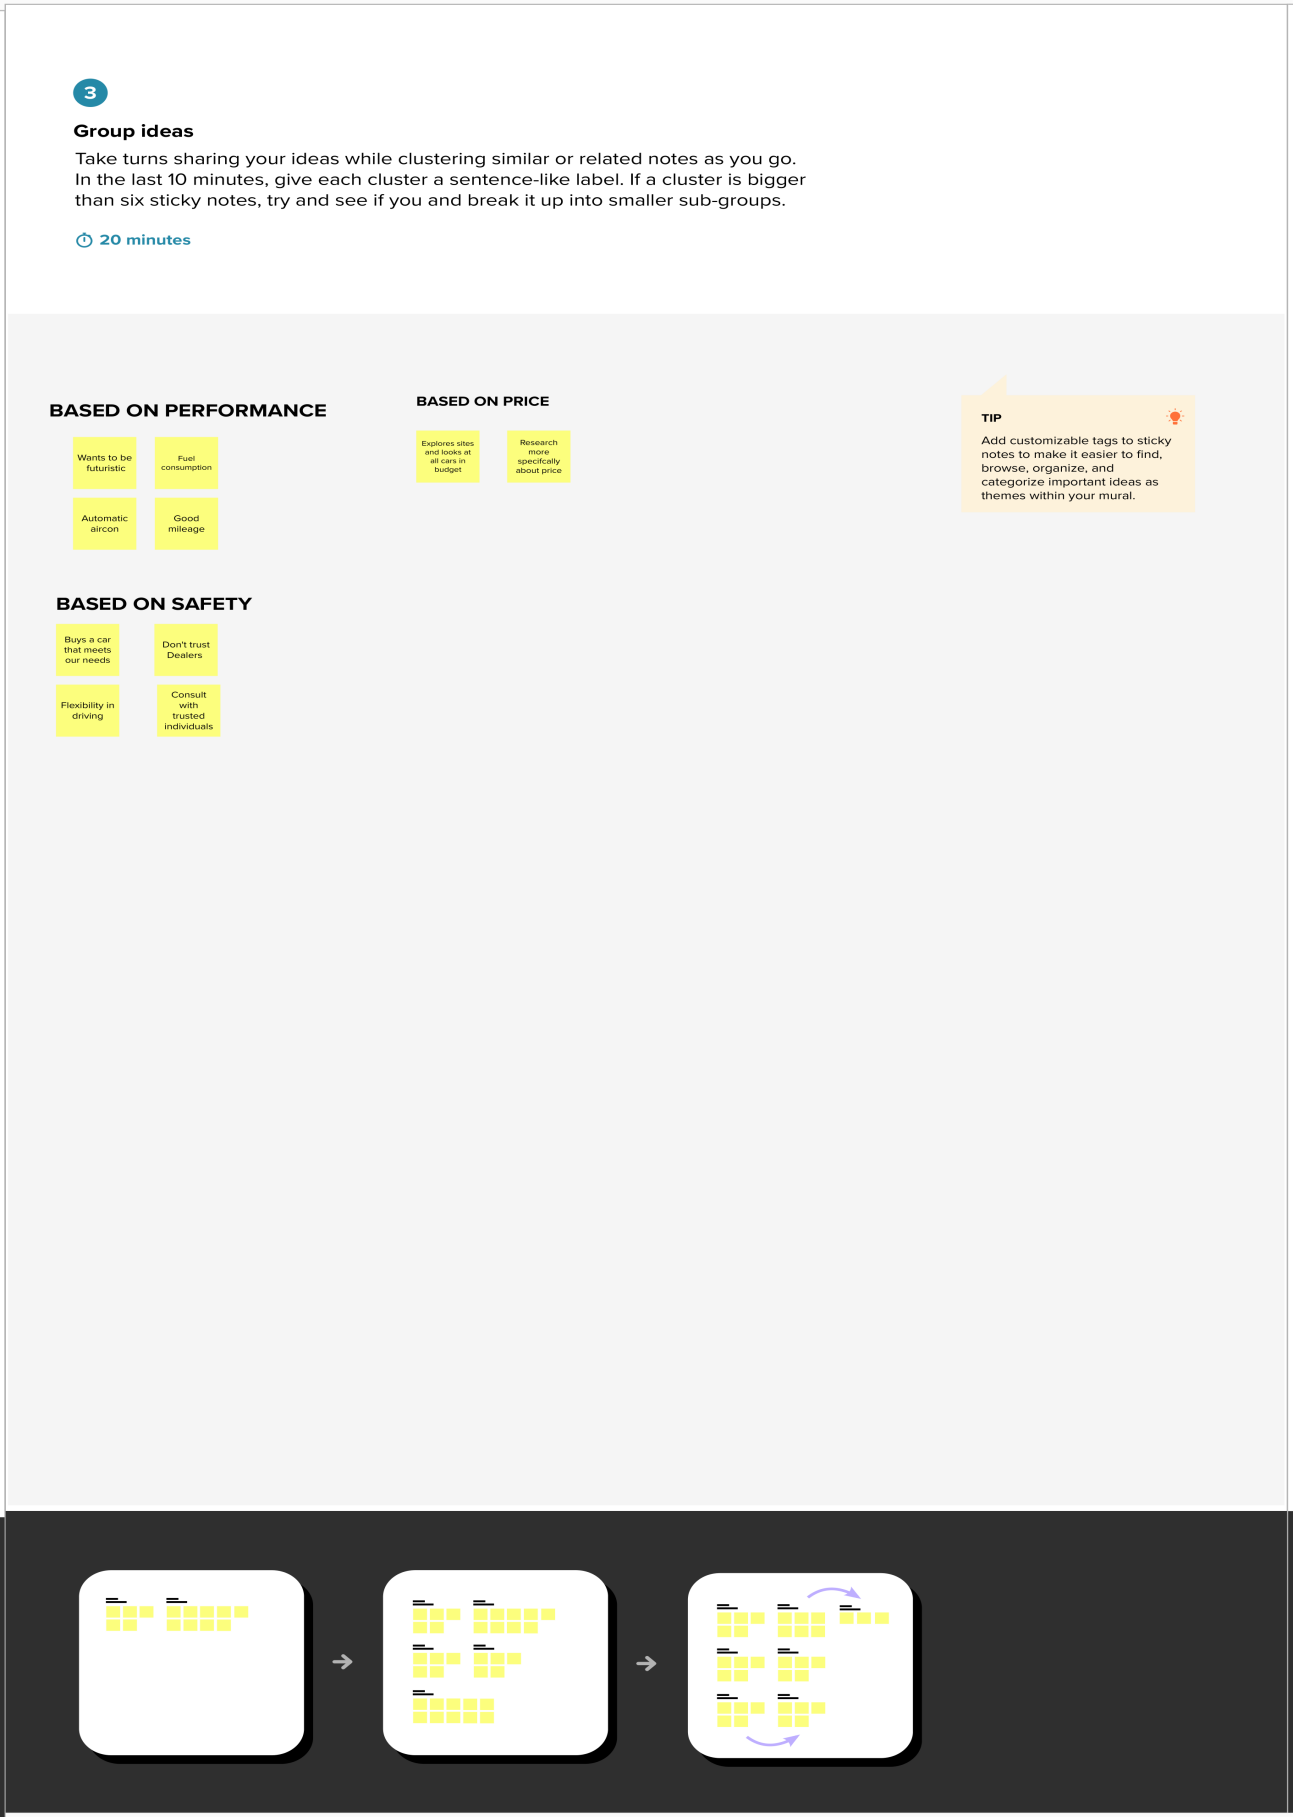 3
Group ideas
Take turns sharing your ideas while clustering similar or related notes as you go.
In the last 10 minutes, give each cluster a sentence-like label. If a cluster is bigger
than six sticky notes, try and see if you and break it up into smaller sub-groups.
20 minutes
BASED ON PERFORMANCE
Wants to be
futuristic
Fuel
consumption
Automatic
aircon
Good
mileage
BASED ON PRICE
Explores sites
and looks at
all cars in
budget
Research
more
specifcally
about price
TIP
Add customizable tags to sticky
notes to make it easier to find,
browse, organize, and
categorize important ideas as
themes within your mural.
BASED ON SAFETY
Buys a car
that meets
our needs
Don't trust
Dealers
Flexibility in
driving
Consult
with
trusted
individuals